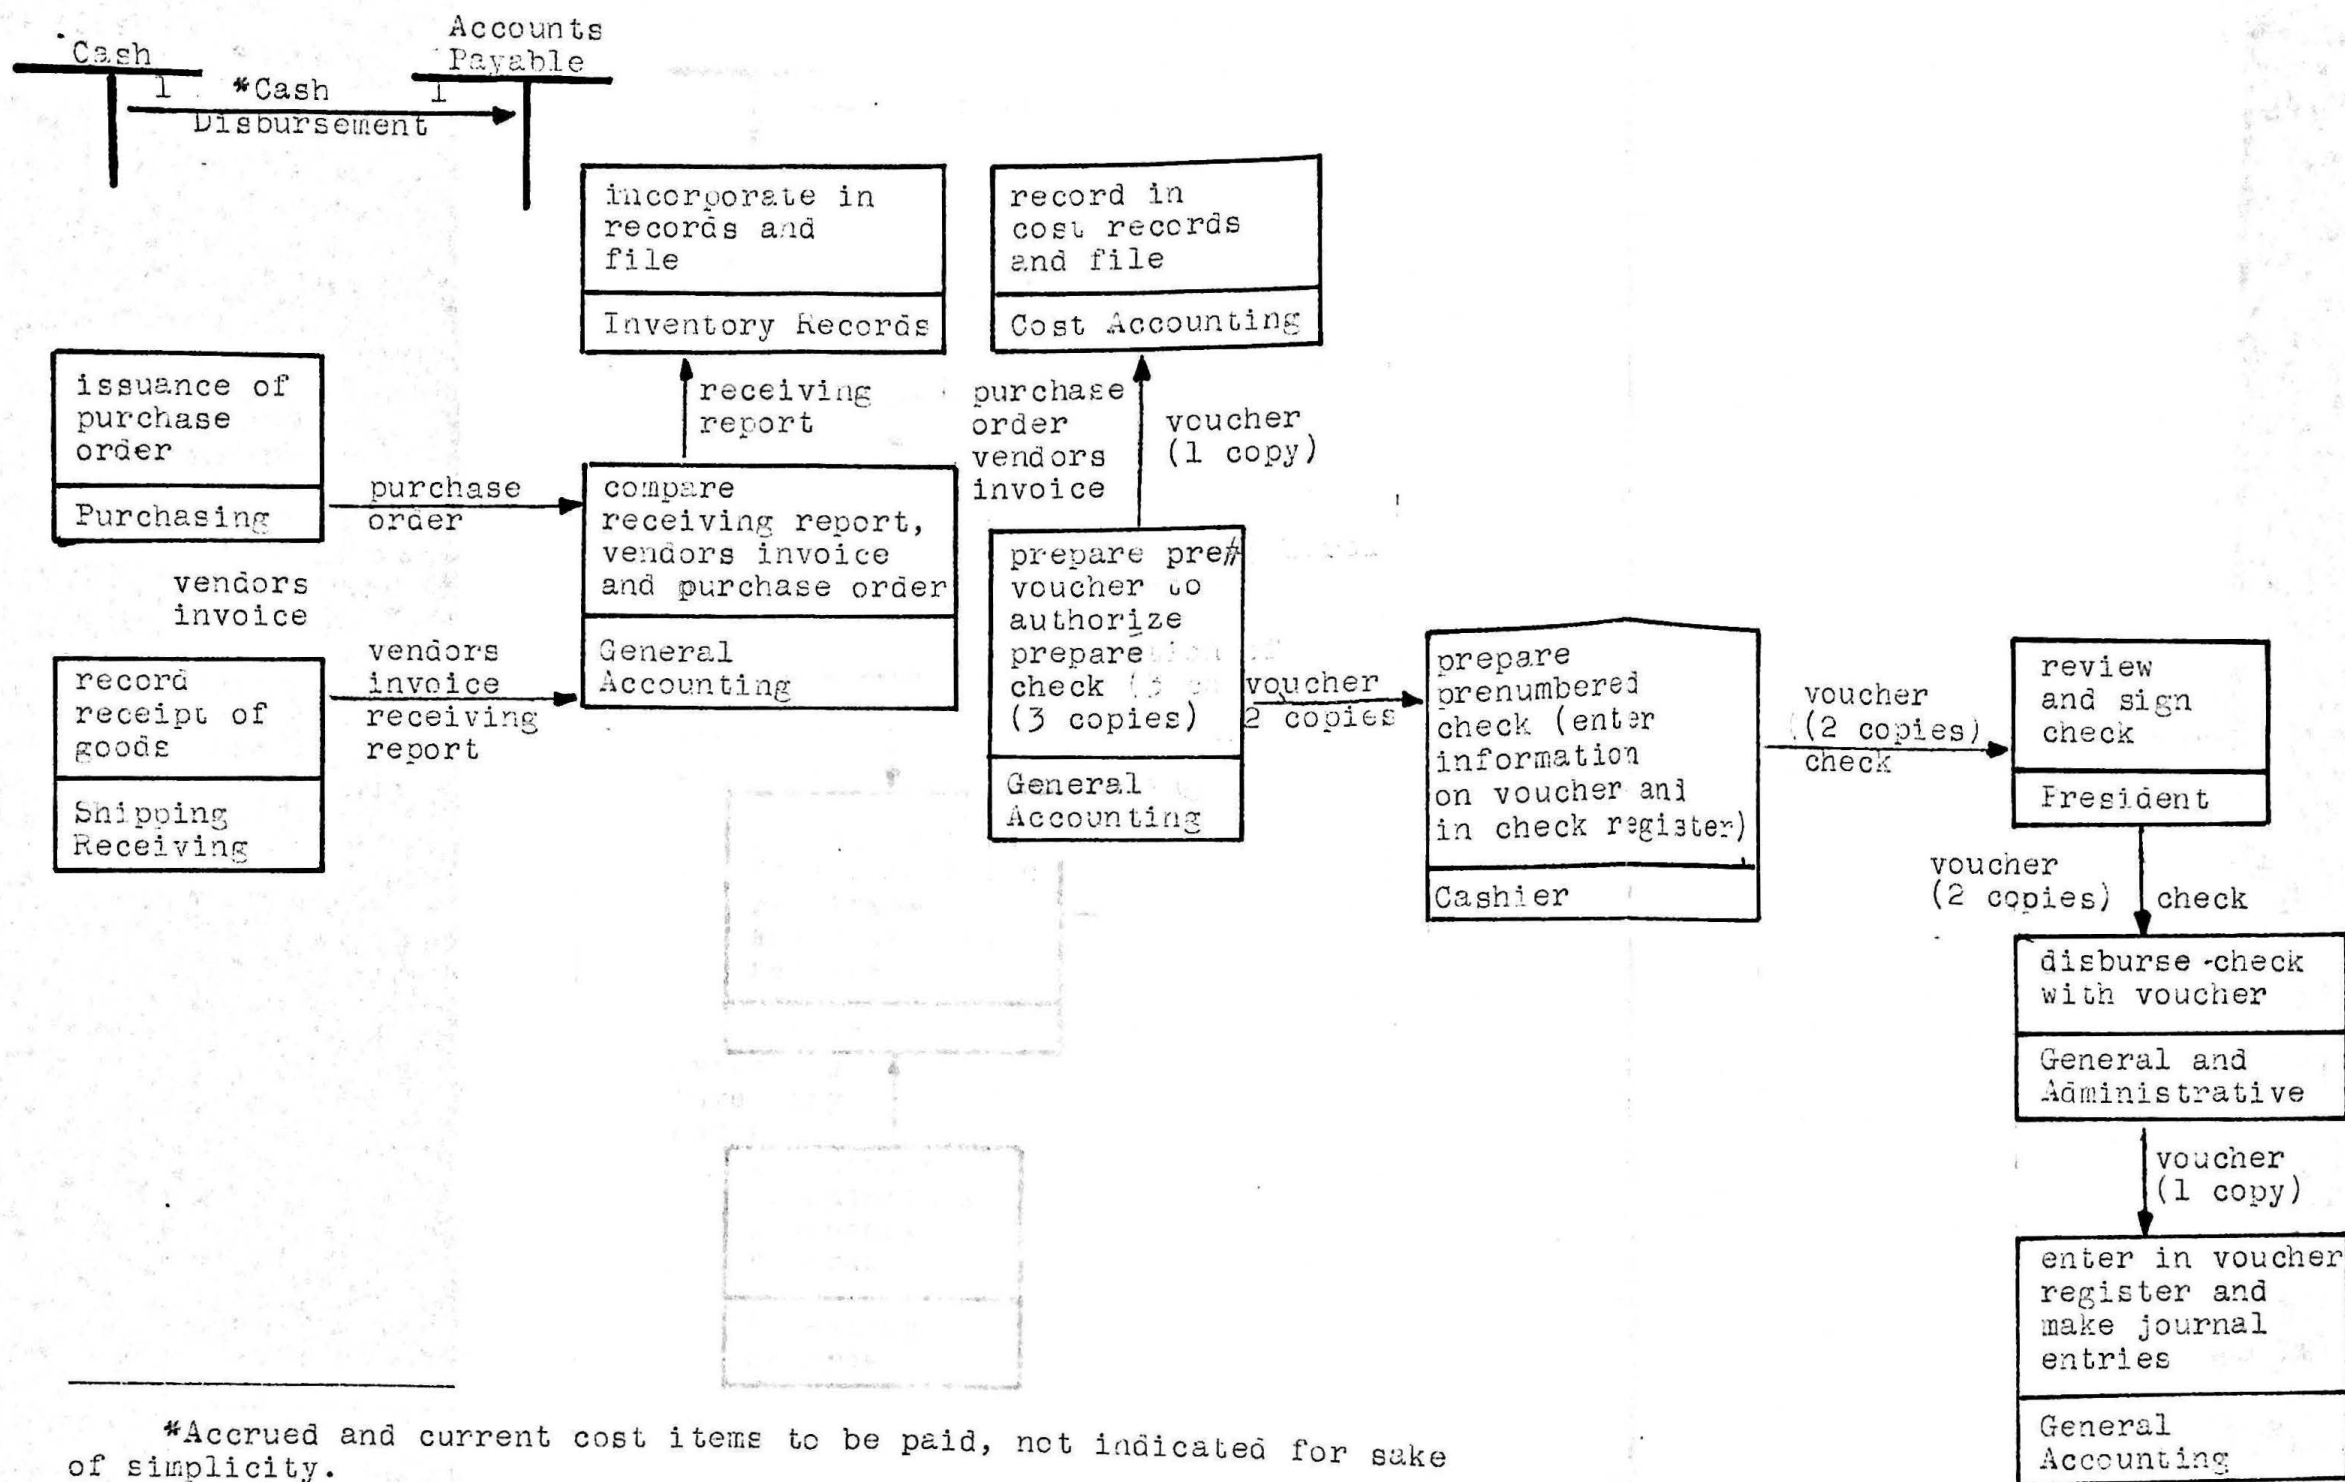 Cash
Accounts
Payable
1 *Cash 1
Disbursement
incorporate in
records and
file
Inventory Records
record in
cost records
and file
Cost Accounting
issuance of
purchase
order
Purchasing
purchase
order
receiving
report
purchase
order
vendors
invoice
voucher
(1 copy)
compare
receiving report,
vendors invoice
and purchase order
General
Accounting
vendors
invoice
record
receipt of
goods
Shipping
Receiving
vendors
invoice
receiving
report
prepare pre#
voucher to
authorize
prepare
check
(3 copies)
General
Accounting
voucher
2 copies
prepare
prenumbered
check (enter
information
on voucher and
in check register)
Cashier
voucher
(2 copies)
check
review
and sign
check
President
voucher
(2 copies)
check
disburse-check
with voucher
General and
Administrative
voucher
(1 copy)
enter in voucher
register and
make journal
entries
General
Accounting
*Accrued and current cost items to be paid, not indicated for sake
of simplicity.